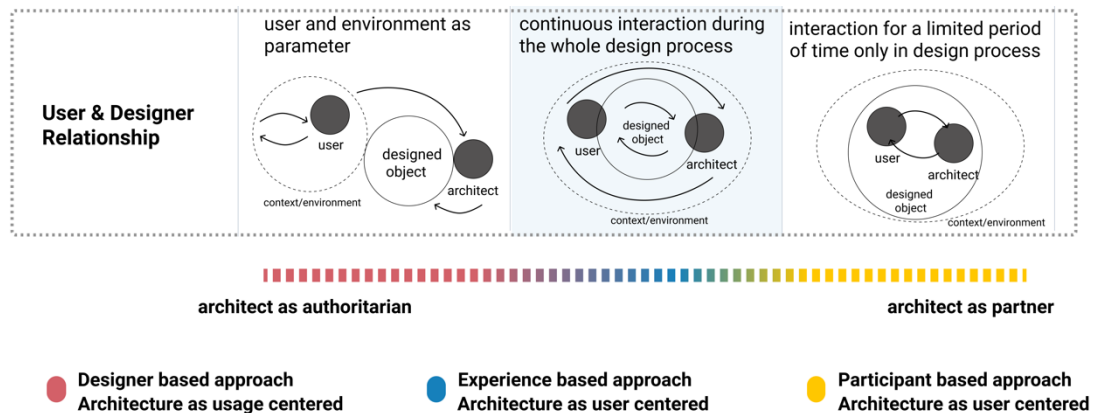 user and environment as
parameter
continuous interaction during
the whole design process
interaction for a limited period
of time only in design process
User & Designer
Relationship
user
designed
object
architect
context/environment
user
designed
object
architect
context/environment
user
architect
designed
object
context/environment
architect as authoritarian
architect as partner
Designer based approach
Architecture as usage centered
Experience based approach
Architecture as user centered
Participant based approach
Architecture as user centered